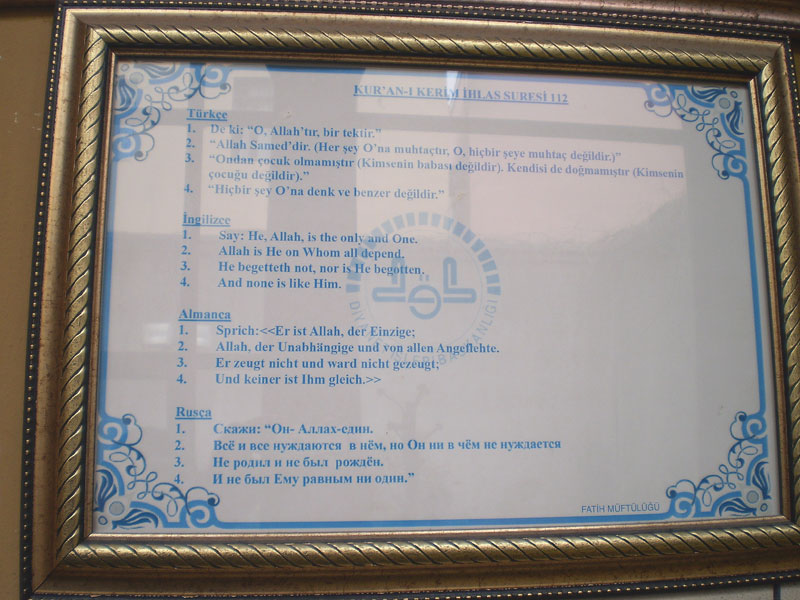 KUR'AN-I KERİM İHLAS SURESİ 112
Türkçe
1. De ki: "O, Allah'tır, bir tektir."
2. "Allah Samed'dir. (Her şey O'na muhtaçtır, O, hiçbir şeye muhtaç değildir.)"
3. "Ondan çocuk olmamıştır (Kimsenin babası değildir). Kendisi de doğmamıştır (Kimsenin
çocuğu değildir)."
4. "Hiçbir şey O'na denk ve benzer değildir."
İngilizce
1. Say: He, Allah, is the only and One.
2. Allah is He on Whom all depend.
3. He begetteth not, nor is He begotten.
4. And none is like Him.
Almanca
1. Sprich:<<Er ist Allah, der Einzige;
2. Allah, der Unabhängige und von allen Angeflehte.
3. Er zeugt nicht und ward nicht gezeugt;
4. Und keiner ist Ihm gleich.>>
Rusça
1. Скажи: "Он- Аллах-един.
2. Всё и все нуждаются в нём, но Он ни в чём не нуждается
3. Не родил и не был рождён.
4. И не был Ему равным ни один."
FATİH MÜFTÜLÜĞÜ